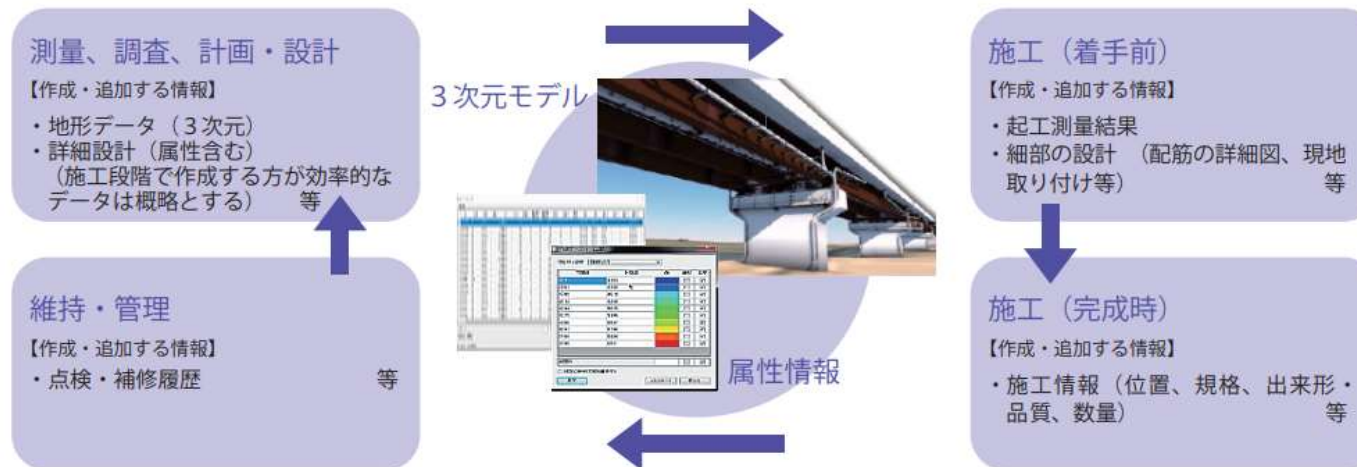 測量、調査、計画・設計
【作成・追加する情報】
・地形データ（3次元）
・詳細設計（属性含む）
（施工段階で作成する方が効率的な
データは概略とする） 等
維持・管理
【作成・追加する情報】
・点検・補修履歴 等
3次元モデル
属性情報
施工（着手前）
【作成・追加する情報】
・起工測量結果
・細部の設計 （配筋の詳細図、現地
取り付け等） 等
施工（完成時）
【作成・追加する情報】
・施工情報（位置、規格、出来形・
品質、数量） 等